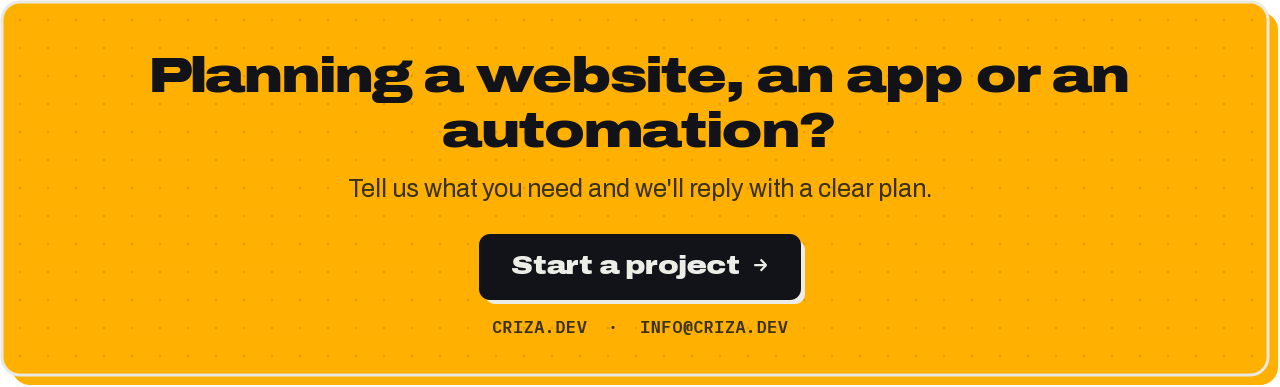 Planning a website, an app or an
automation?
Tell us what you need and we'll reply with a clear plan.
Start a project →
CRIZA.DEV · INFO@CRIZA.DEV